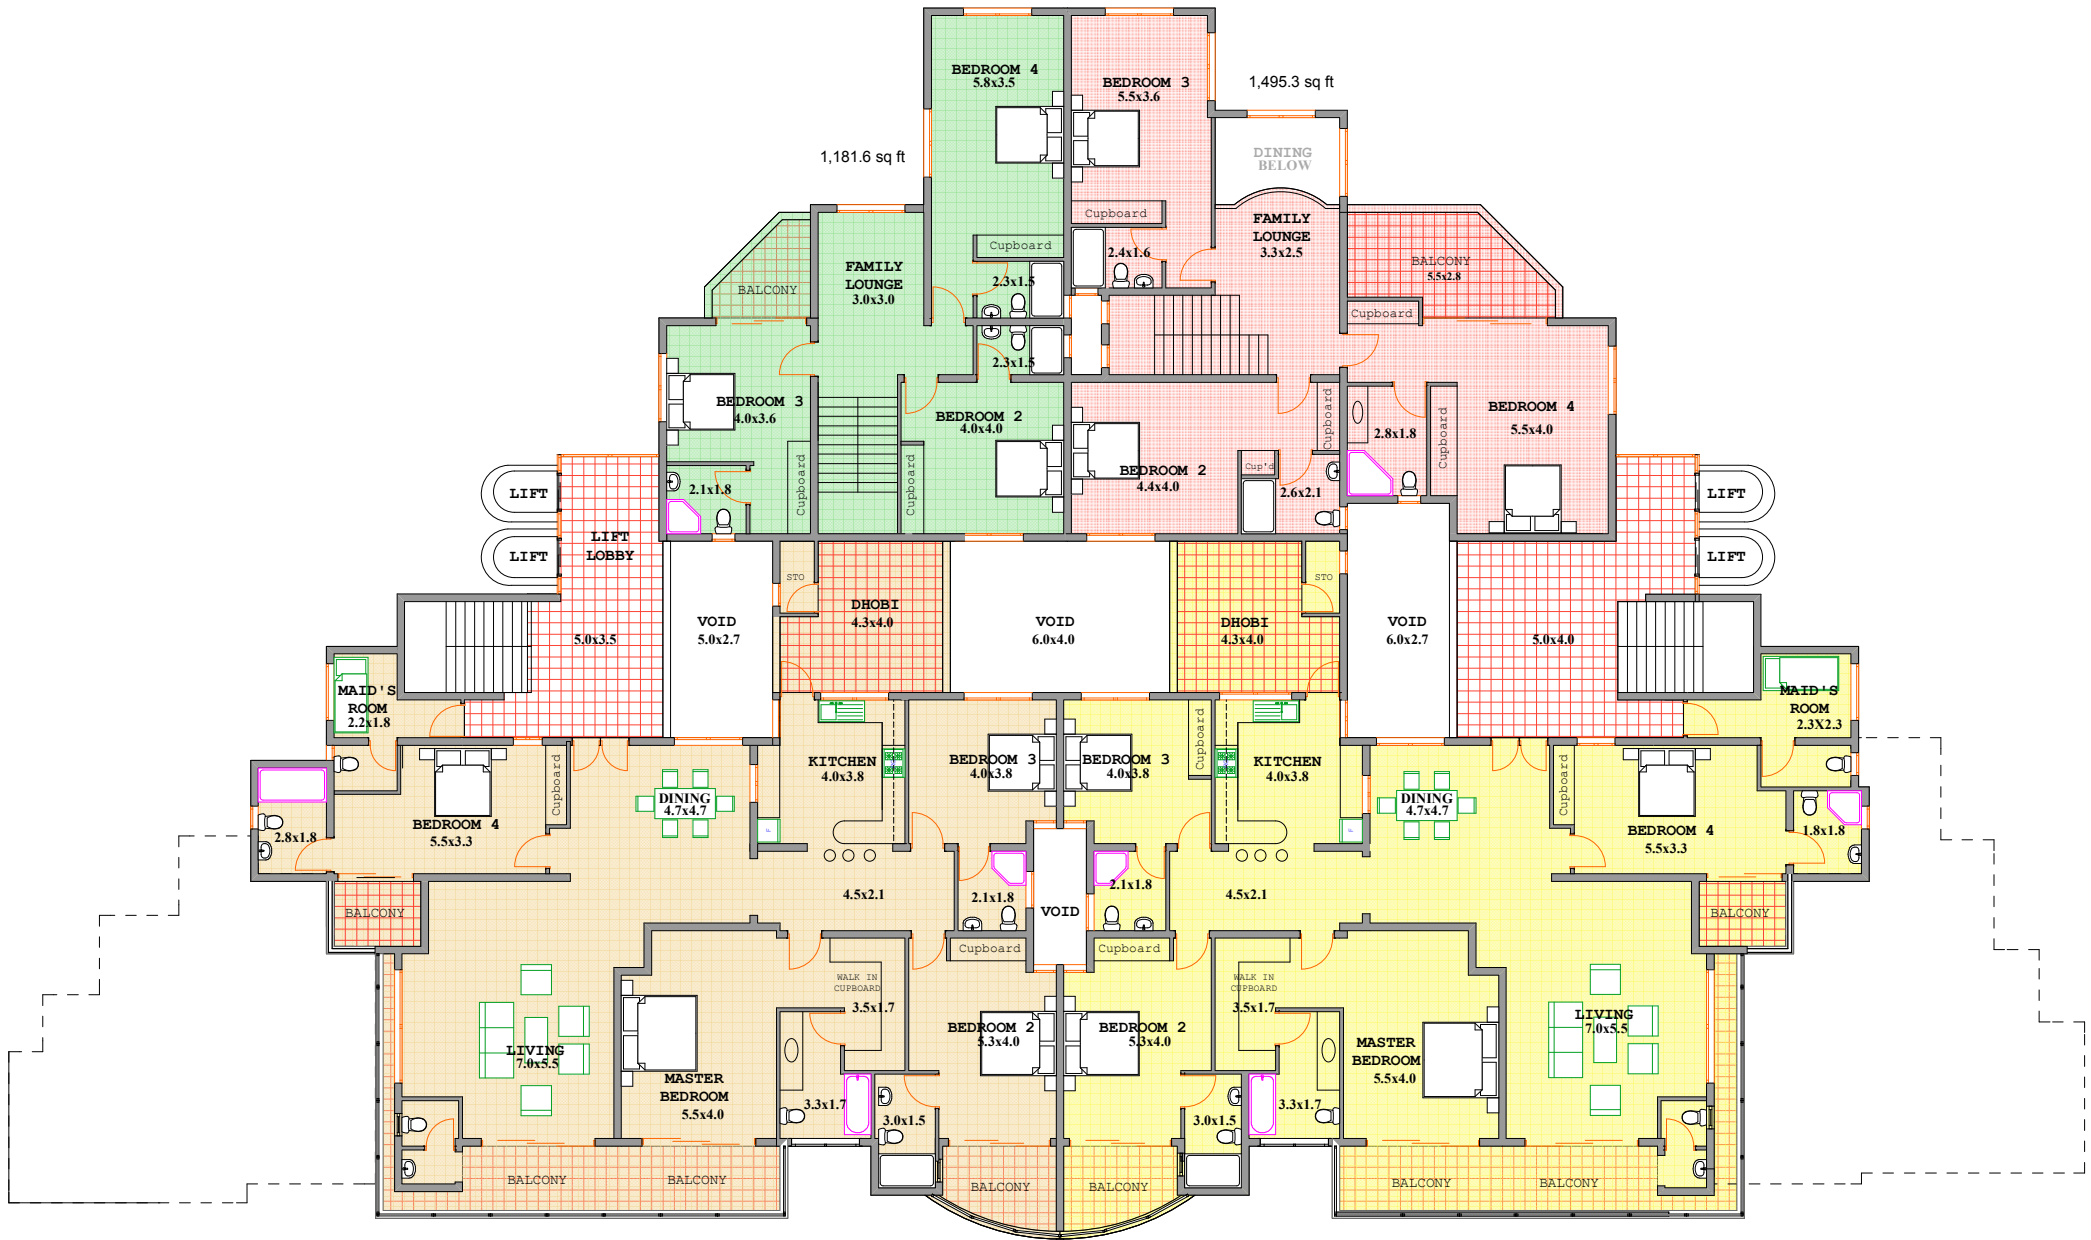 BEDROOM 4
5.8x3.5
BEDROOM 3
5.5x3.6
1,495.3 sq ft
1,181.6 sq ft
DINING
BELOW
Cupboard
Cupboard
FAMILY
LOUNGE
3.3x2.5
2.4x1.6
BALCONY
5.5x2.8
FAMILY
LOUNGE
3.0x3.0
BALCONY
2.3x1.5
Cupboard
2.3x1.5
BEDROOM 3
4.0x3.6
BEDROOM 2
4.0x4.0
BEDROOM 4
5.5x4.0
Cupboard
Cupboard
2.8x1.8
BEDROOM 2
4.4x4.0
Cup'd
2.6x2.1
Cupboard
Cupboard
2.1x1.8
LIFT
LIFT
LIFT
LOBBY
LIFT
LIFT
STO
DHOBI
4.3x4.0
STO
DHOBI
4.3x4.0
VOID
5.0x2.7
VOID
6.0x4.0
VOID
6.0x2.7
5.0x3.5
5.0x4.0
MAID'S
ROOM
2.2x1.8
MAID'S
ROOM
2.3X2.3
Cupboard
KITCHEN
4.0x3.8
BEDROOM 3
4.0x3.8
BEDROOM 3
4.0x3.8
KITCHEN
4.0x3.8
Cupboard
Cupboard
DINING
4.7x4.7
DINING
4.7x4.7
F
F
BEDROOM 4
5.5x3.3
BEDROOM 4
5.5x3.3
2.8x1.8
1.8x1.8
4.5x2.1
2.1x1.8
VOID
2.1x1.8
4.5x2.1
BALCONY
BALCONY
Cupboard
Cupboard
WALK IN
CUPBOARD
3.5x1.7
WALK IN
CUPBOARD
3.5x1.7
LIVING
7.0x5.5
BEDROOM 2
5.3x4.0
BEDROOM 2
5.3x4.0
LIVING
7.0x5.5
MASTER
BEDROOM
5.5x4.0
MASTER
BEDROOM
5.5x4.0
3.3x1.7
3.0x1.5
3.0x1.5
3.3x1.7
BALCONY
BALCONY
BALCONY
BALCONY
BALCONY
BALCONY